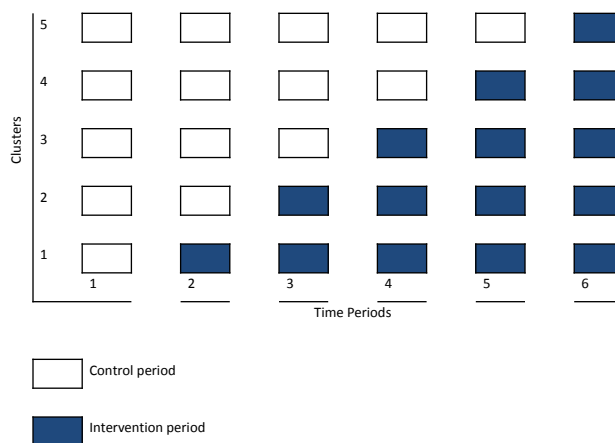 5
4
3
2
1
Clusters
1 2 3 4 5 6
Time Periods
Control period
Intervention period